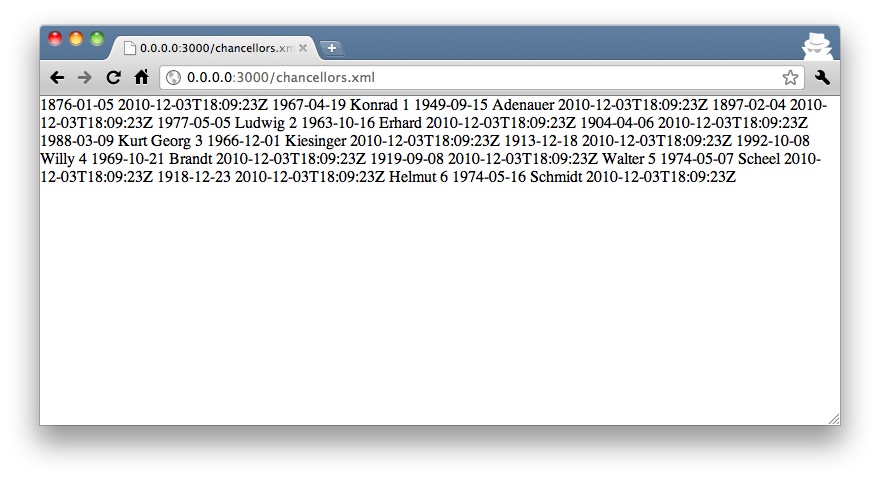 0.0.0.0:3000/chancellors.xm
0.0.0.0:3000/chancellors.xml
1876-01-05 2010-12-03T18:09:23Z 1967-04-19 Konrad 1 1949-09-15 Adenauer 2010-12-03T18:09:23Z 1897-02-04 2010-
12-03T18:09:23Z 1977-05-05 Ludwig 2 1963-10-16 Erhard 2010-12-03T18:09:23Z 1904-04-06 2010-12-03T18:09:23Z
1988-03-09 Kurt Georg 3 1966-12-01 Kiesinger 2010-12-03T18:09:23Z 1913-12-18 2010-12-03T18:09:23Z 1992-10-08
Willy 4 1969-10-21 Brandt 2010-12-03T18:09:23Z 1919-09-08 2010-12-03T18:09:23Z Walter 5 1974-05-07 Scheel 2010-
12-03T18:09:23Z 1918-12-23 2010-12-03T18:09:23Z Helmut 6 1974-05-16 Schmidt 2010-12-03T18:09:23Z